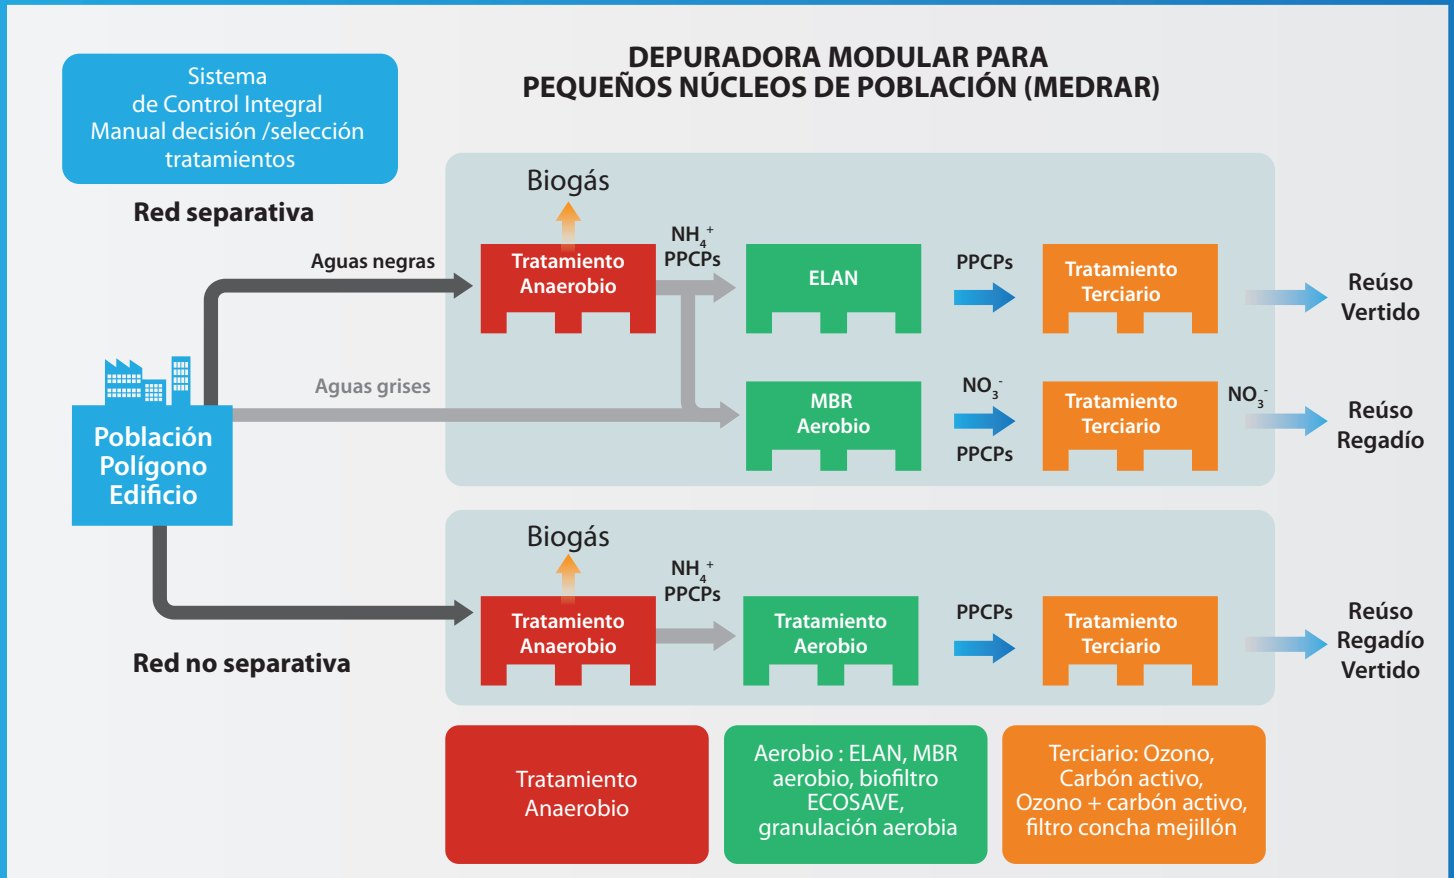 DEPURADORA MODULAR PARA
PEQUEÑOS NÚCLEOS DE POBLACIÓN (MEDRAR)
Sistema
de Control Integral
Manual decisión /selección
tratamientos
Red separativa
Aguas negras
Aguas grises
Población
Polígono
Edificio
Red no separativa
Biogás
Tratamiento
Anaerobio
NH₄⁺
PPCPs
ELAN
PPCPs
Tratamiento
Terciario
Reúso
Vertido
MBR
Aerobio
NO₃⁻
PPCPs
Tratamiento
Terciario
NO₃⁻
Reúso
Regadío
Biogás
Tratamiento
Anaerobio
NH₄⁺
PPCPs
Tratamiento
Aerobio
PPCPs
Tratamiento
Terciario
Reúso
Regadío
Vertido
Tratamiento
Anaerobio
Aerobio : ELAN, MBR
aerobio, biofiltro
ECOSAVE,
granulación aerobia
Terciario: Ozono,
Carbón activo,
Ozono + carbón activo,
filtro concha mejillón